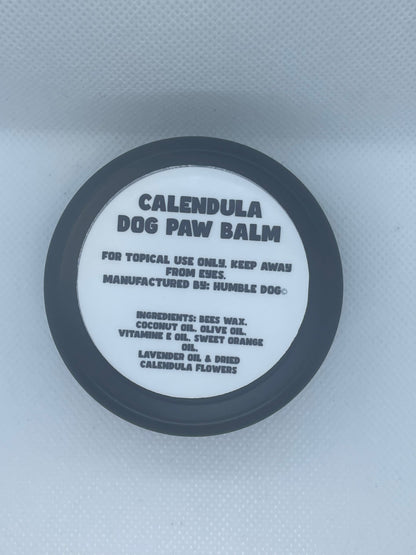 CALENDULA
DOG PAW BALM
FOR TOPICAL USE ONLY. KEEP AWAY
FROM EYES.
MANUFACTURED BY: HUMBLE DOG©
INGREDIENTS: BEES WAX.
COCONUT OIL. OLIVE OIL.
VITAMINE E OIL, SWEET ORANGE
OIL.
LAVENDER OIL & DRIED
CALENDULA FLOWERS